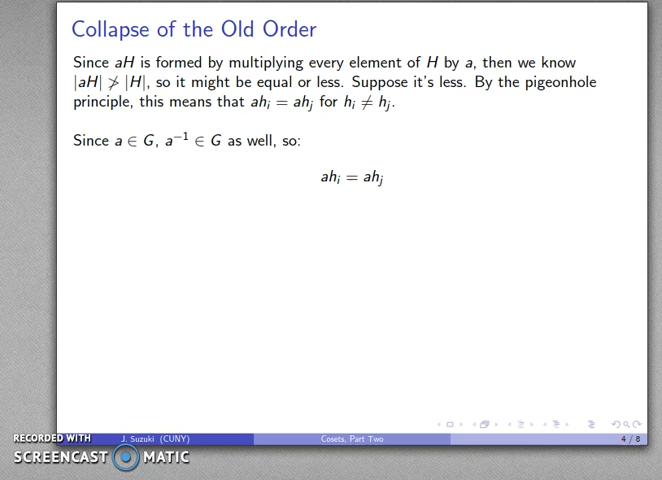 Collapse of the Old Order
Since aH is formed by multiplying every element of H by a, then we know
|aH| ≯ |H|, so it might be equal or less. Suppose it's less. By the pigeonhole
principle, this means that ahᵢ = ahⱼ for hᵢ ≠ hⱼ.
Since a ∈ G, a⁻¹ ∈ G as well, so:
ahᵢ = ahⱼ
RECORDED WITH
SCREENCAST MATIC
J. Suzuki (CUNY)
Cosets, Part Two
4 / 8